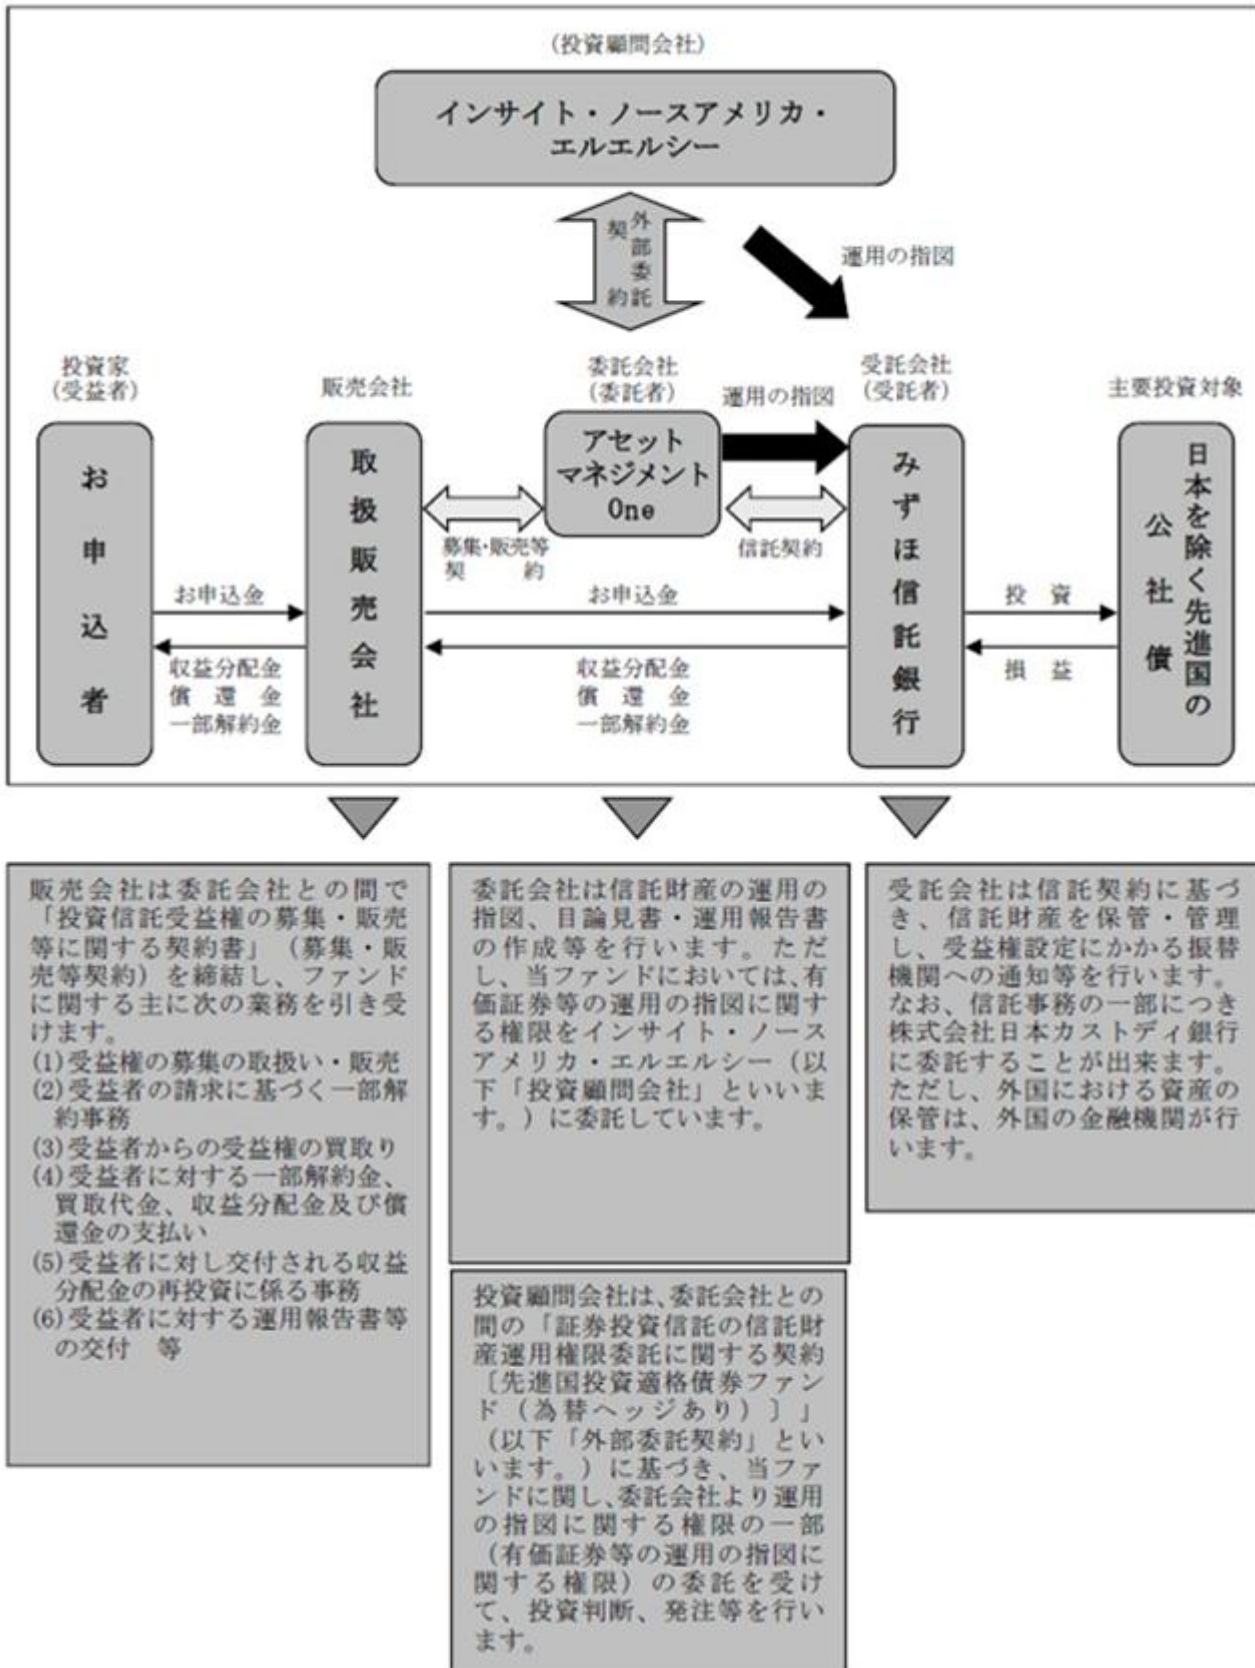 （投資顧問会社）
インサイト・ノースアメリカ・
エルエルシー
外部委託
契約
運用の指図
投資家
（受益者）
販売会社
委託会社
（委託者）
運用の指図
受託会社
（受託者）
主要投資対象
お申込者
取扱販売会社
アセット
マネジメント
One
みずほ信託銀行
日本を除く先進国の
公社債
募集・販売等
契約
信託契約
お申込金
お申込金
投資
収益分配金
償還金
一部解約金
収益分配金
償還金
一部解約金
損益
販売会社は委託会社との間で
「投資信託受益権の募集・販売
等に関する契約書」（募集・販
売等契約）を締結し、ファンド
に関する主に次の業務を引き受
けます。
(1)受益権の募集の取扱い・販売
(2)受益者の請求に基づく一部解
約事務
(3)受益者からの受益権の買取り
(4)受益者に対する一部解約金、
買取代金、収益分配金及び償
還金の支払い
(5)受益者に対し交付される収益
分配金の再投資に係る事務
(6)受益者に対する運用報告書等
の交付　等
委託会社は信託財産の運用の
指図、目論見書・運用報告書
の作成等を行います。ただ
し、当ファンドにおいては、有
価証券等の運用の指図に関す
る権限をインサイト・ノース
アメリカ・エルエルシー（以
下「投資顧問会社」といいま
す。）に委託しています。
投資顧問会社は、委託会社との
間の「証券投資信託の信託財
産運用権限委託に関する契約
〔先進国投資適格債券ファン
ド（為替ヘッジあり）〕」
（以下「外部委託契約」とい
います。）に基づき、当ファ
ンドに関し、委託会社より運用
の指図に関する権限の一部
（有価証券等の運用の指図に
関する権限）の委託を受け
て、投資判断、発注等を行い
ます。
受託会社は信託契約に基づ
き、信託財産を保管・管理
し、受益権設定にかかる振替
機関への通知等を行います。
なお、信託事務の一部につき
株式会社日本カストディ銀行
に委託することが出来ます。
ただし、外国における資産の
保管は、外国の金融機関が行
います。